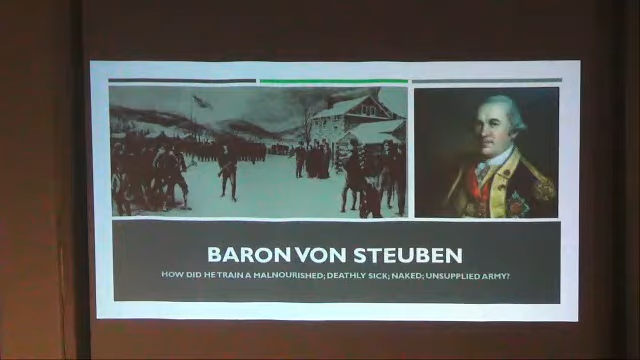 BARON VON STEUBEN
HOW DID HE TRAIN A MALNOURISHED; DEATHLY SICK; NAKED; UNSUPPLIED ARMY?